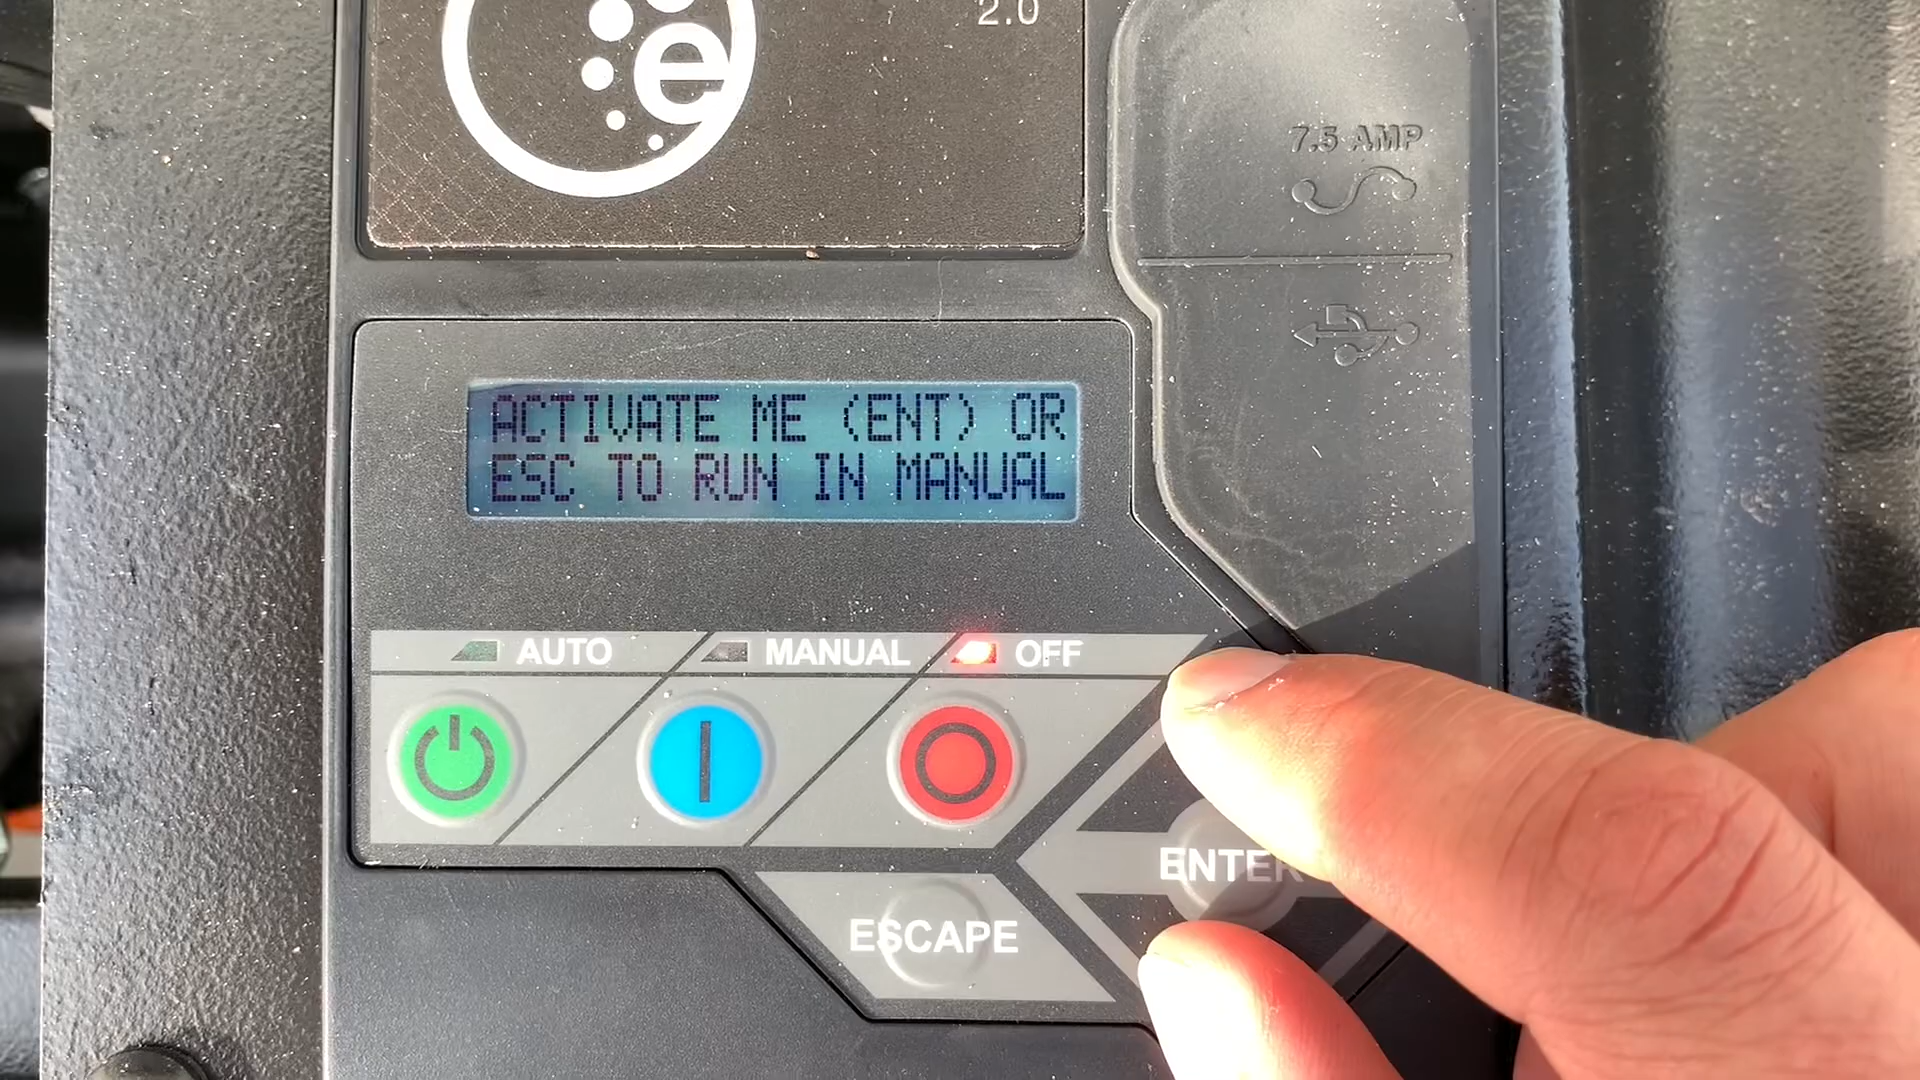 e
2.0
7.5 AMP
ACTIVATE ME (ENT) OR
ESC TO RUN IN MANUAL
AUTO
MANUAL
OFF
ENTER
ESCAPE